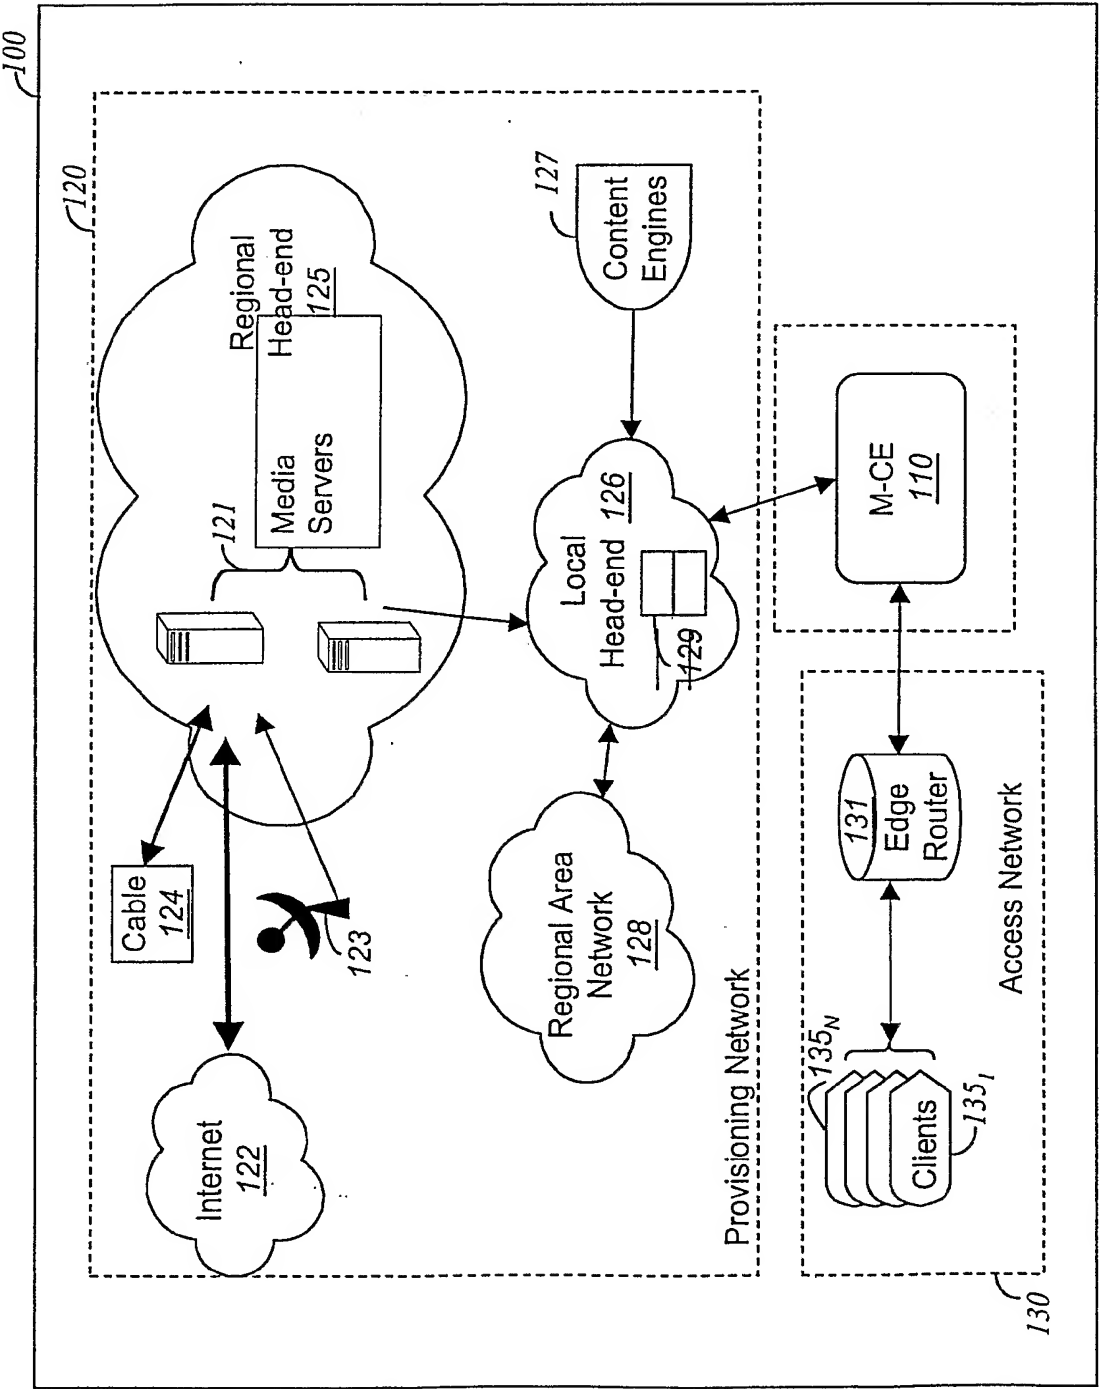 100
120
Internet
122
Cable
124
123
121
Media
Servers
Regional
Head-end
125
Regional Area
Network
128
Local
Head-end 126
129
127
Content
Engines
Provisioning Network
M-CE
110
135N
Clients
1351
131
Edge
Router
Access Network
130